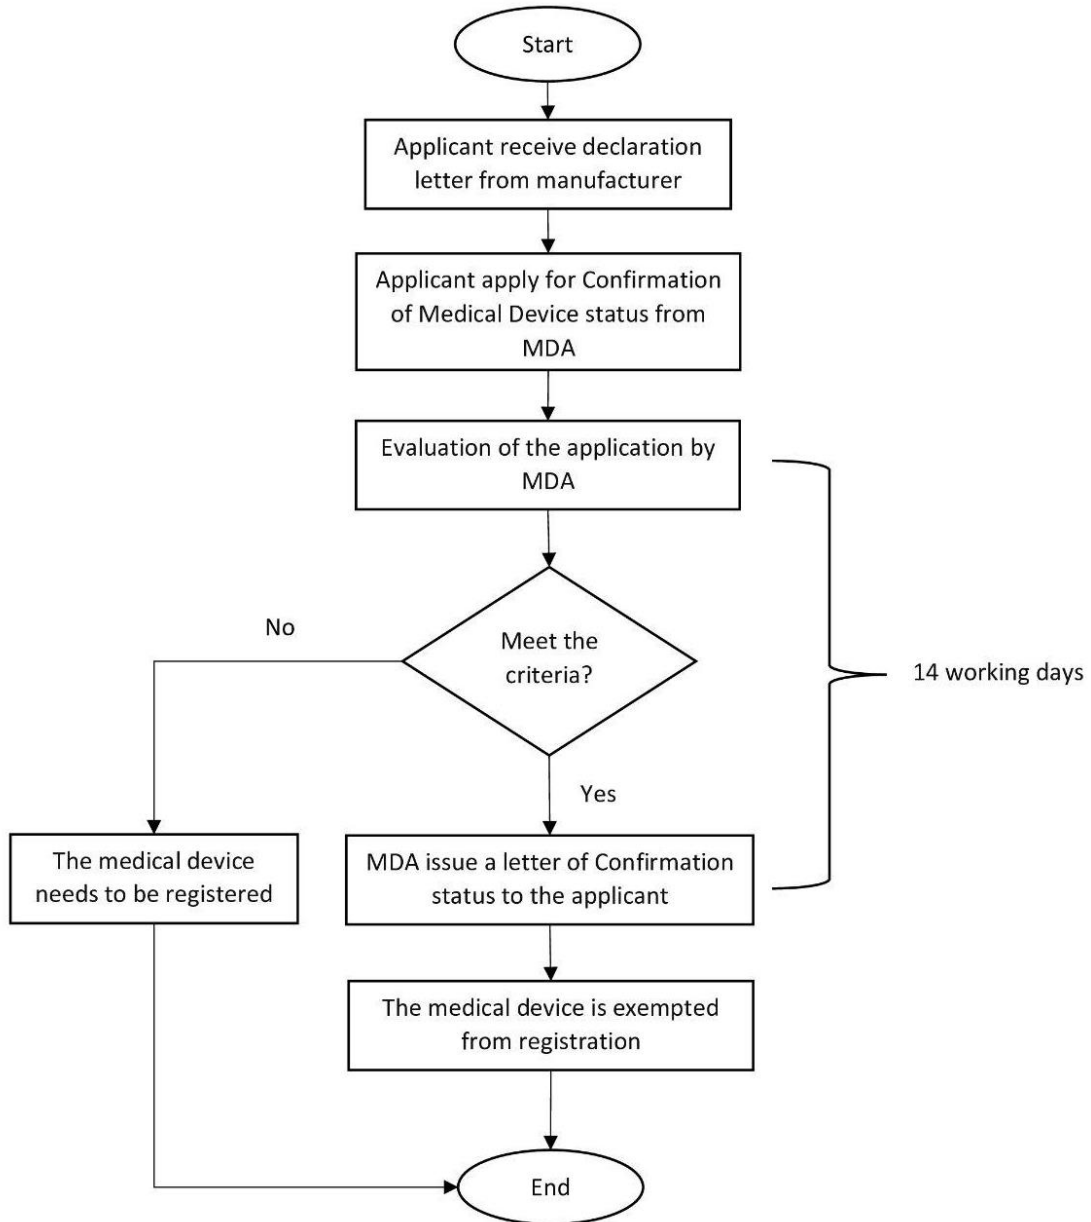 Start
Applicant receive declaration
letter from manufacturer
Applicant apply for Confirmation
of Medical Device status from
MDA
Evaluation of the application by
MDA
Meet the
criteria?
No
14 working days
Yes
The medical device
needs to be registered
MDA issue a letter of Confirmation
status to the applicant
The medical device is exempted
from registration
End